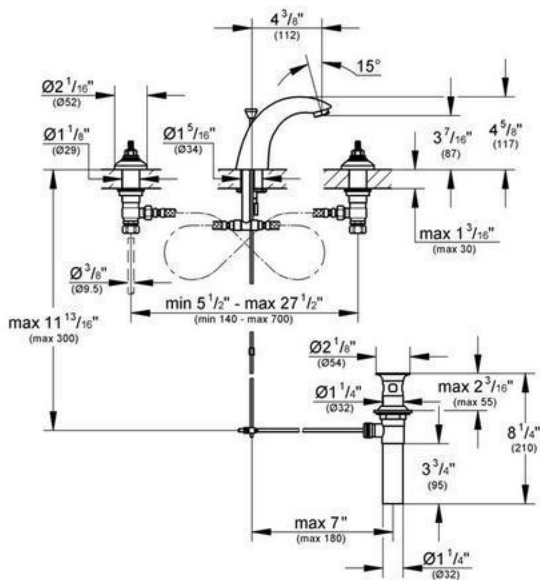 4 3/8"
(112)
15°
Ø2 1/16"
(Ø52)
Ø1 1/8"
(Ø29)
Ø1 5/16"
(Ø34)
3 7/16"
(87)
4 5/8"
(117)
max 1 3/16"
(max 30)
Ø 3/8"
(Ø9.5)
min 5 1/2" - max 27 1/2"
(min 140 - max 700)
max 11 13/16"
(max 300)
Ø2 1/8"
(Ø54)
Ø1 1/4"
(Ø32)
max 2 3/16"
(max 55)
8 1/4"
(210)
3 3/4"
(95)
max 7"
(max 180)
Ø1 1/4"
(Ø32)